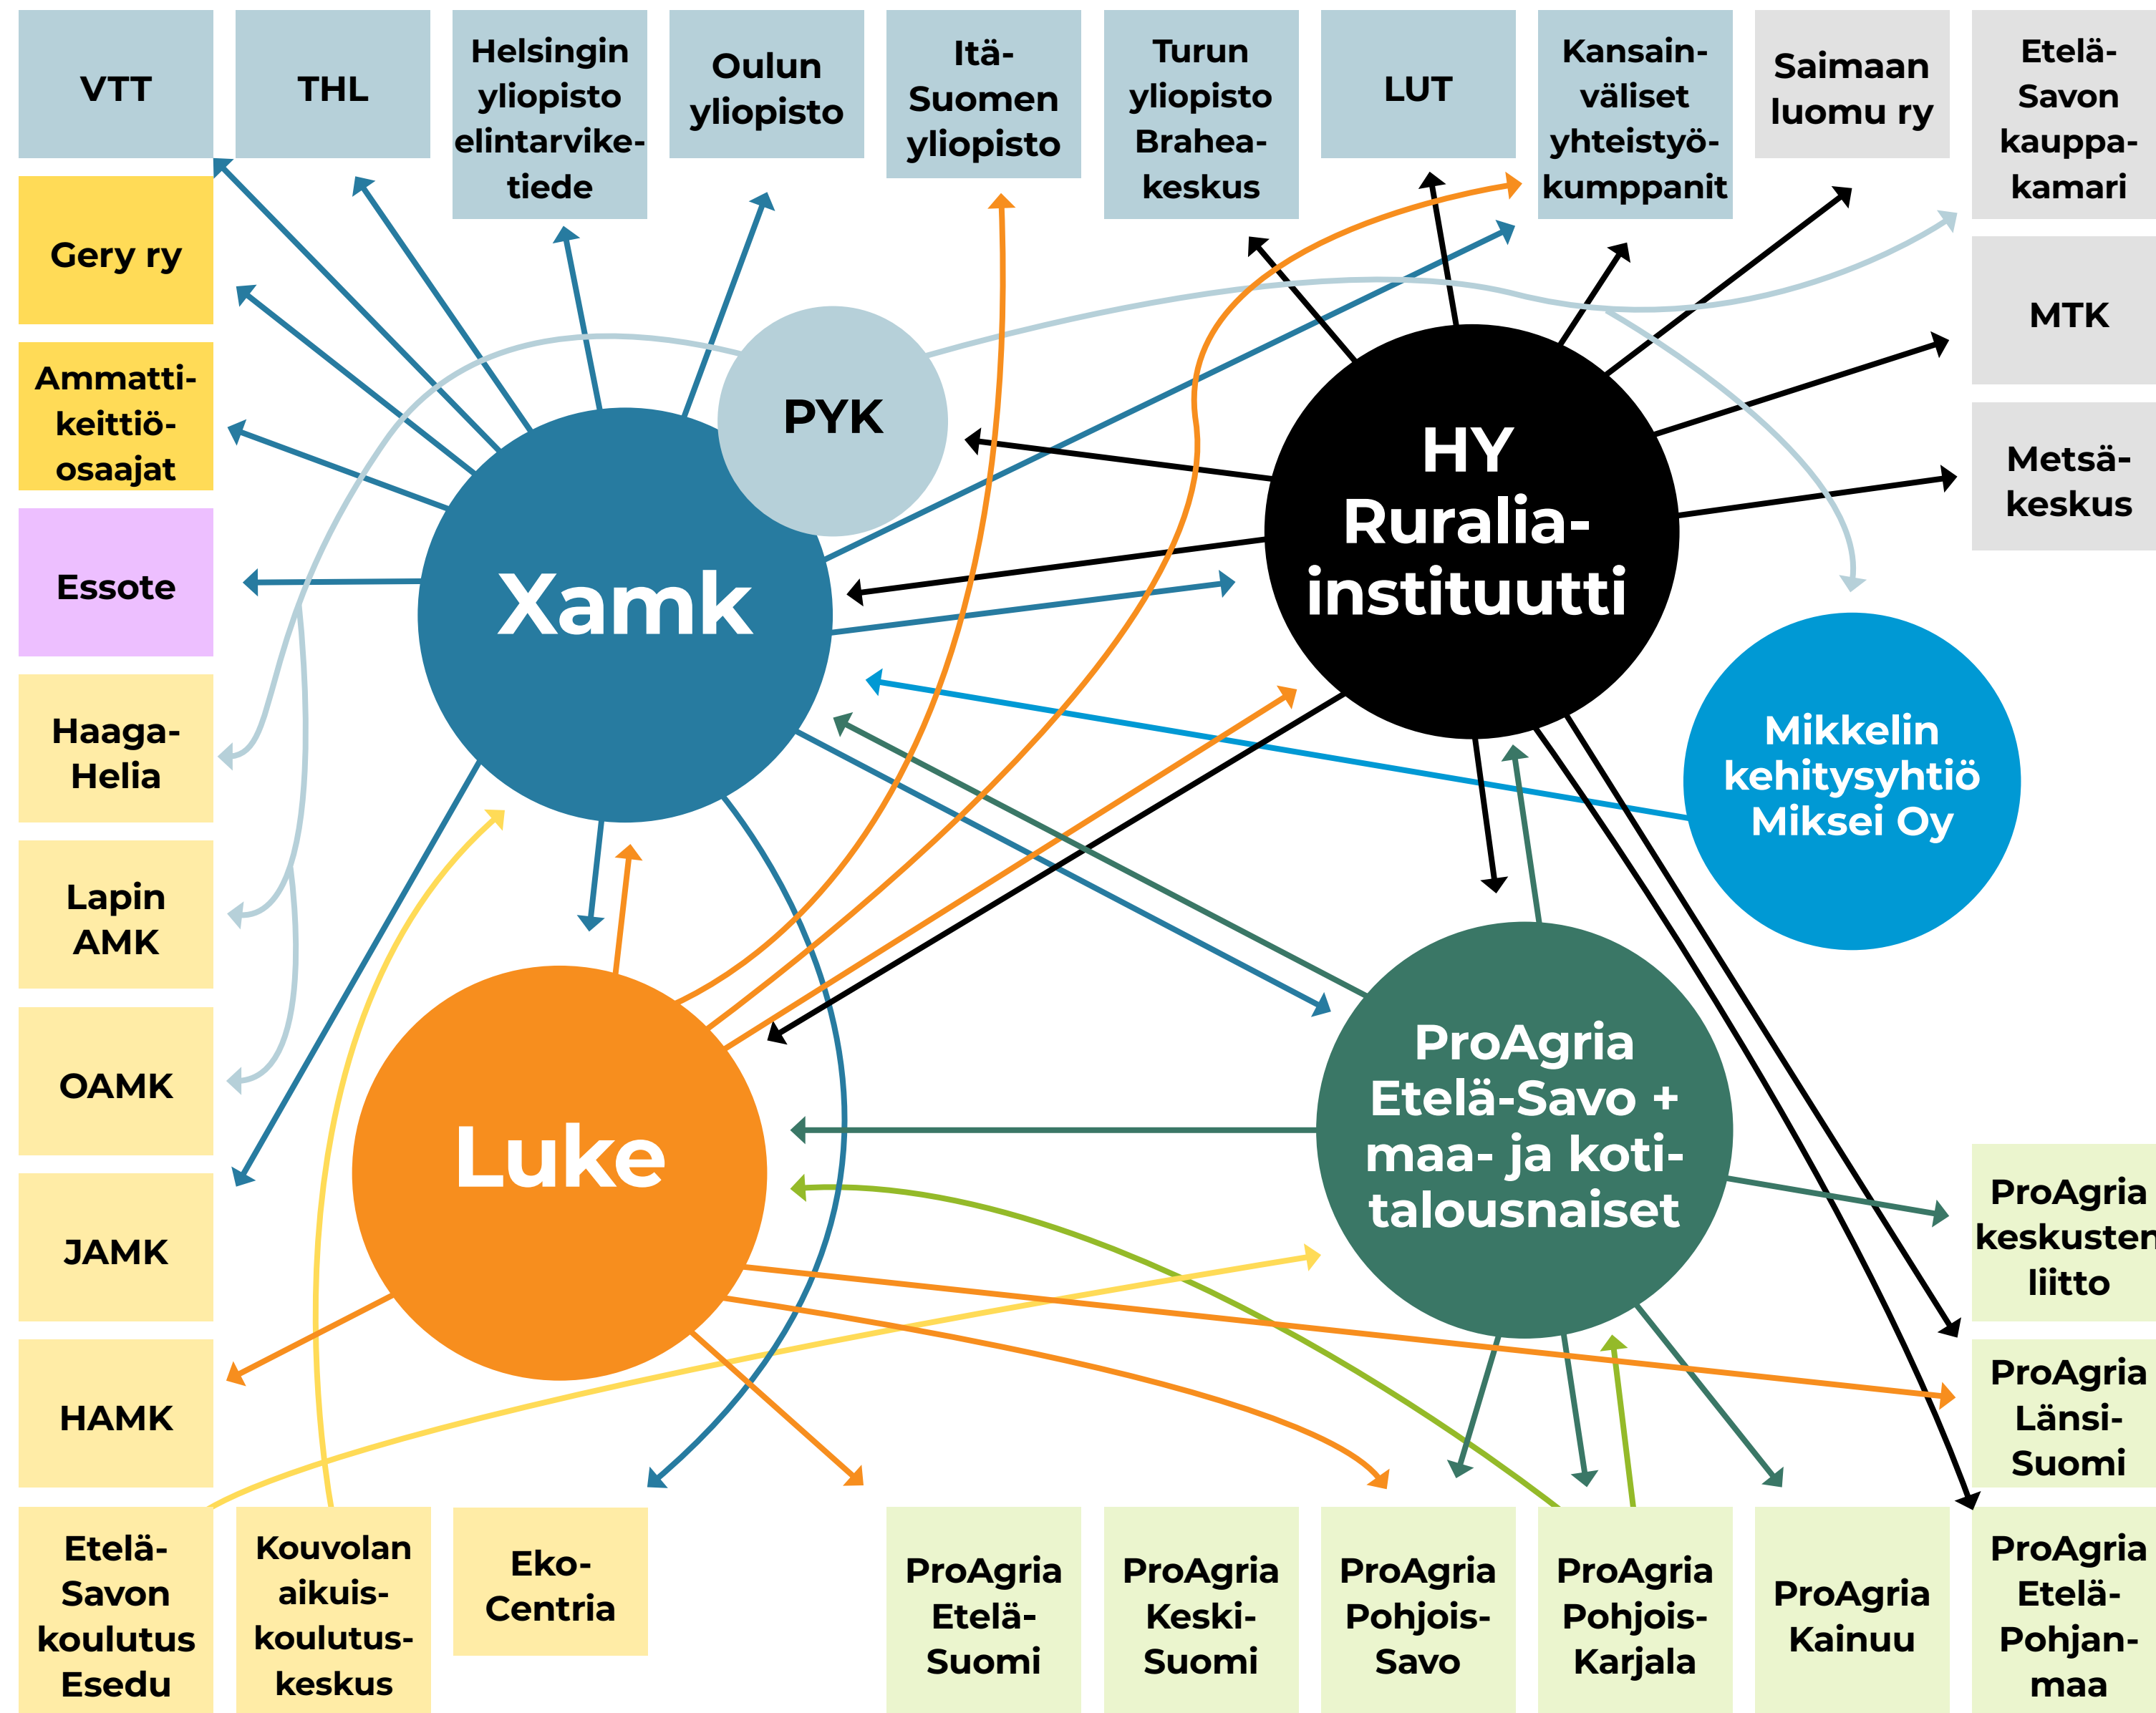 VTT
THL
Helsingin
yliopisto
elintarvike-
tiede
Oulun
yliopisto
Itä-
Suomen
yliopisto
Turun
yliopisto
Brahea-
keskus
LUT
Kansain-
väliset
yhteistyö-
kumppanit
Saimaan
luomu ry
Etelä-
Savon
kauppa-
kamari
Gery ry
MTK
Ammatti-
keittiö-
osaajat
PYK
HY
Ruralia-
instituutti
Metsä-
keskus
Essote
Xamk
Haaga-
Helia
Mikkelin
kehitysyhtiö
Miksei Oy
Lapin
AMK
OAMK
Luke
ProAgria
Etelä-Savo +
maa- ja koti-
talousnaiset
JAMK
ProAgria
keskusten
liitto
HAMK
ProAgria
Länsi-
Suomi
Etelä-
Savon
koulutus
Esedu
Kouvolan
aikuis-
koulutus-
keskus
Eko-
Centria
ProAgria
Etelä-
Suomi
ProAgria
Keski-
Suomi
ProAgria
Pohjois-
Savo
ProAgria
Pohjois-
Karjala
ProAgria
Kainuu
ProAgria
Etelä-
Pohjan-
maa